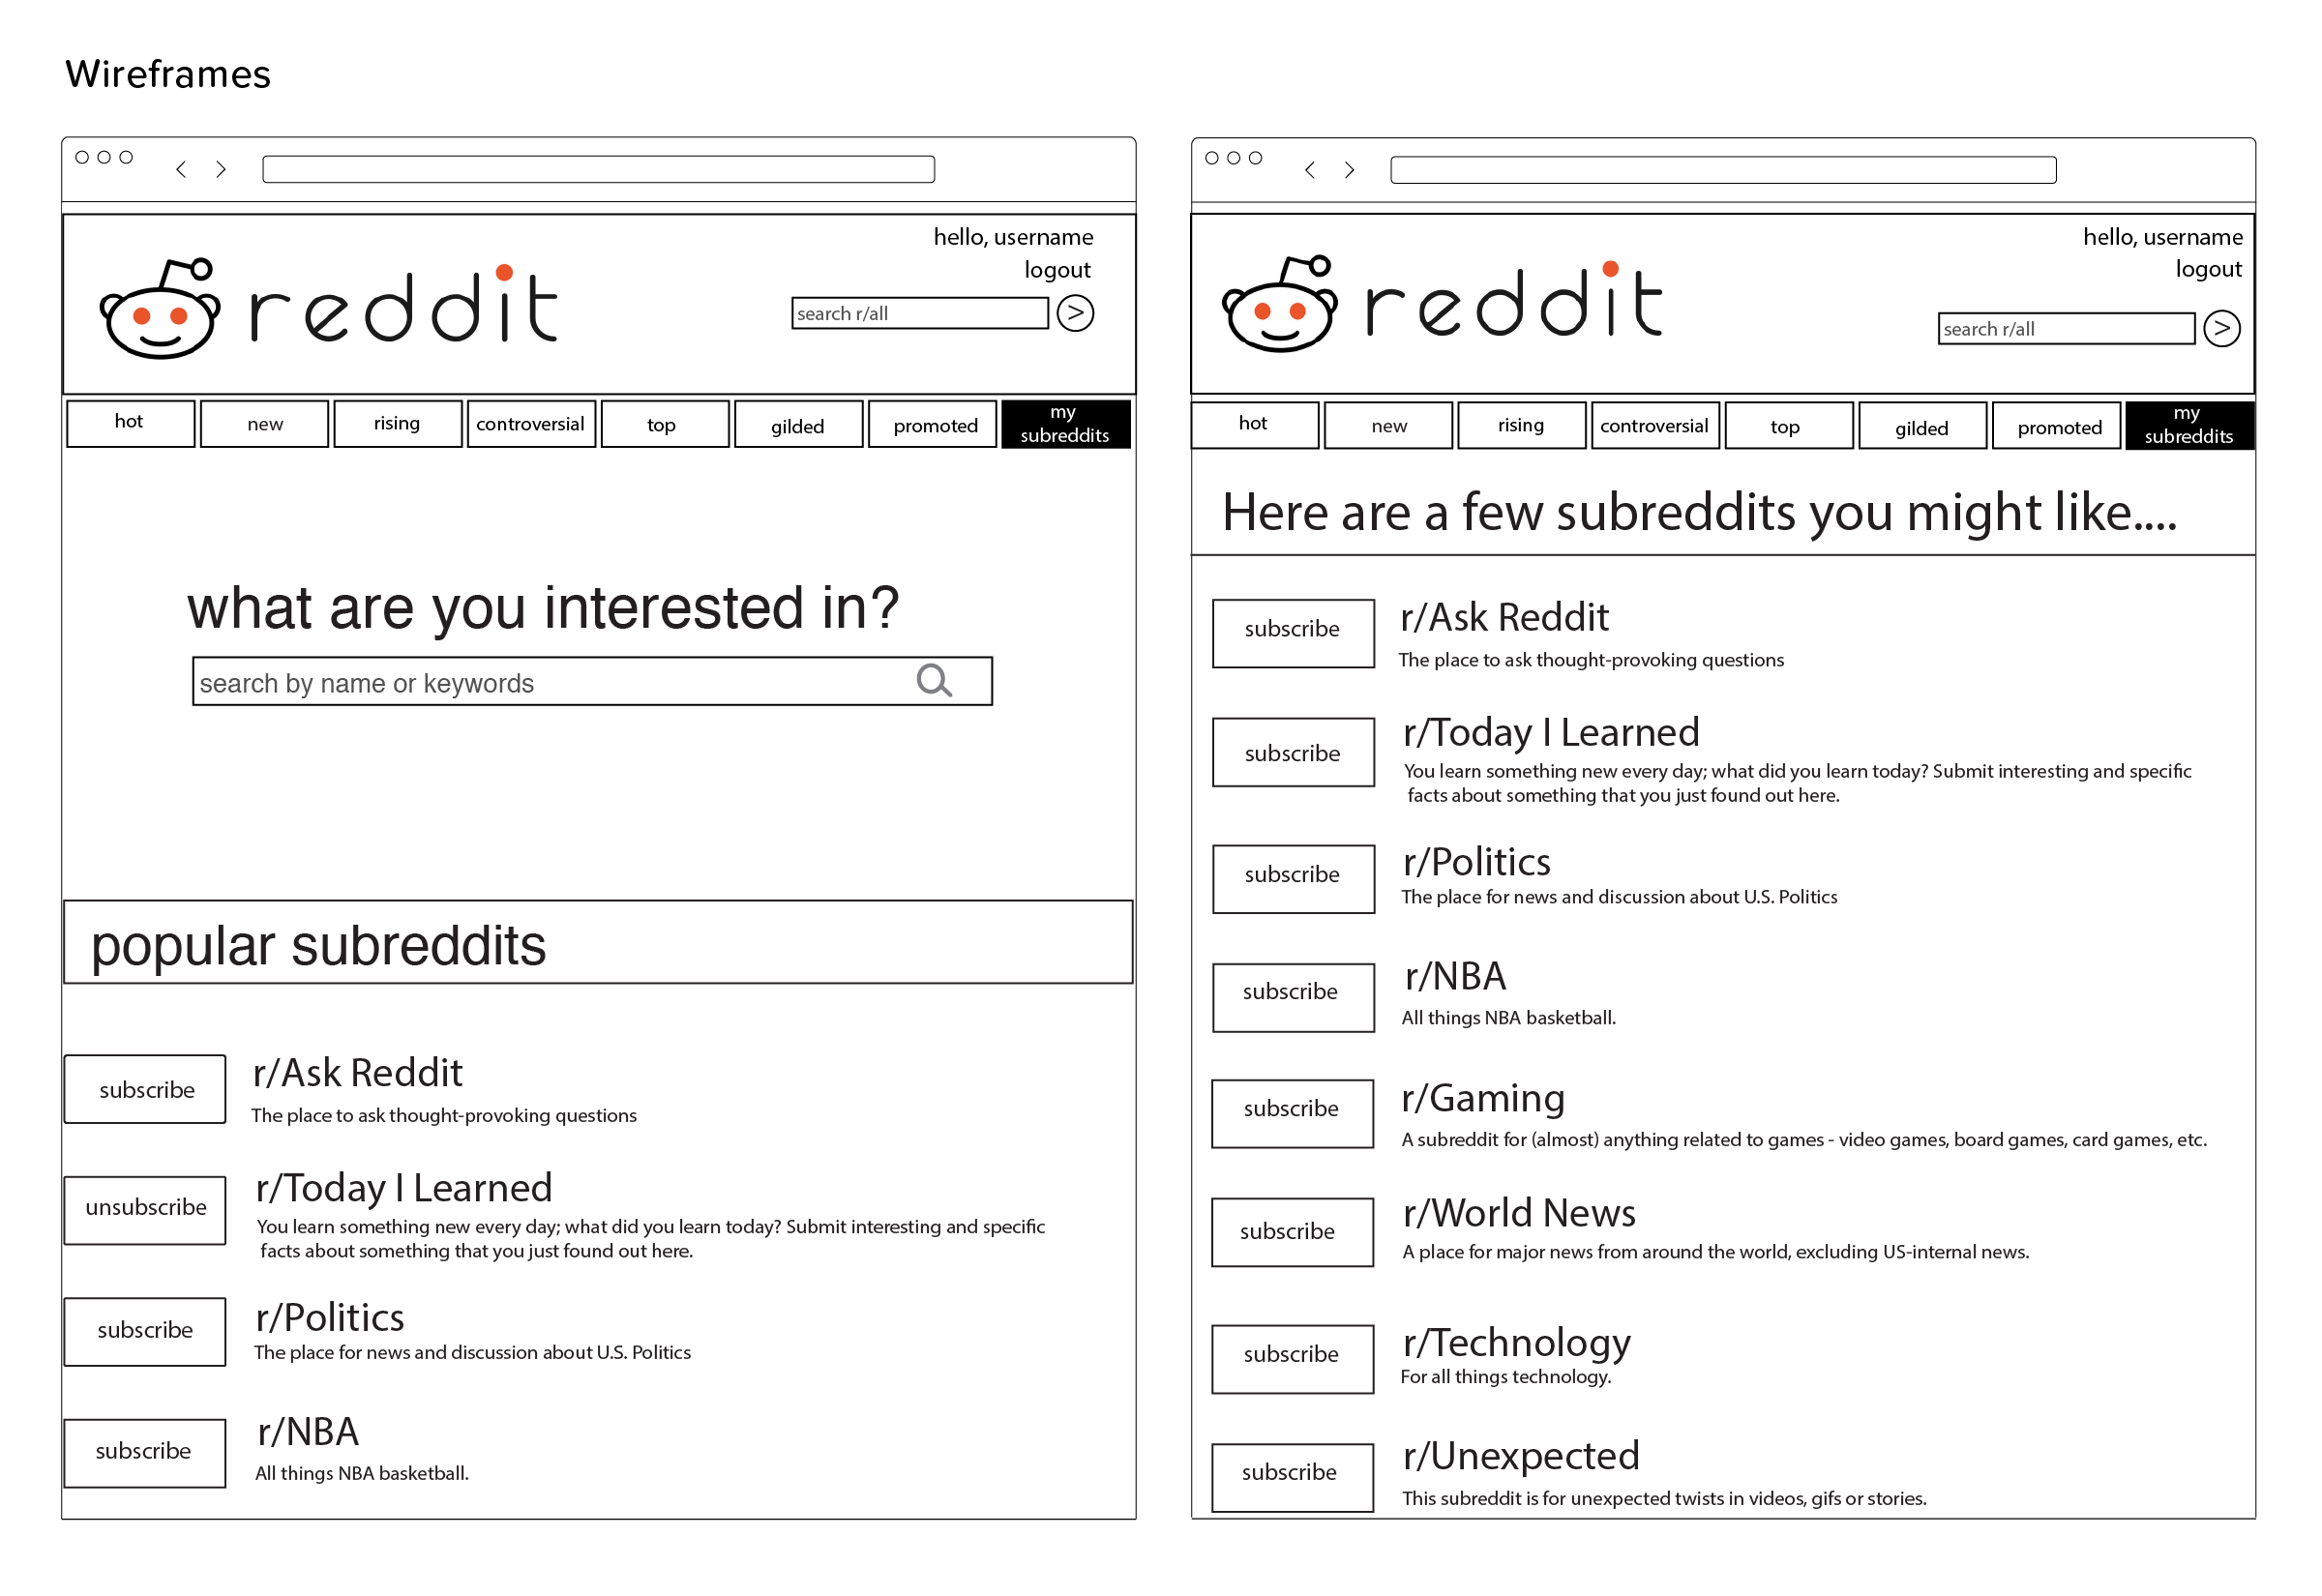 Wireframes
reddit
hello, username
logout
search r/all
>
hot
new
rising
controversial
top
gilded
promoted
my
subreddits
what are you interested in?
search by name or keywords
popular subreddits
subscribe
r/Ask Reddit
The place to ask thought-provoking questions
unsubscribe
r/Today I Learned
You learn something new every day; what did you learn today? Submit interesting and specific
facts about something that you just found out here.
subscribe
r/Politics
The place for news and discussion about U.S. Politics
subscribe
r/NBA
All things NBA basketball.
reddit
hello, username
logout
search r/all
>
hot
new
rising
controversial
top
gilded
promoted
my
subreddits
Here are a few subreddits you might like....
subscribe
r/Ask Reddit
The place to ask thought-provoking questions
subscribe
r/Today I Learned
You learn something new every day; what did you learn today? Submit interesting and specific
facts about something that you just found out here.
subscribe
r/Politics
The place for news and discussion about U.S. Politics
subscribe
r/NBA
All things NBA basketball.
subscribe
r/Gaming
A subreddit for (almost) anything related to games - video games, board games, card games, etc.
subscribe
r/World News
A place for major news from around the world, excluding US-internal news.
subscribe
r/Technology
For all things technology.
subscribe
r/Unexpected
This subreddit is for unexpected twists in videos, gifs or stories.